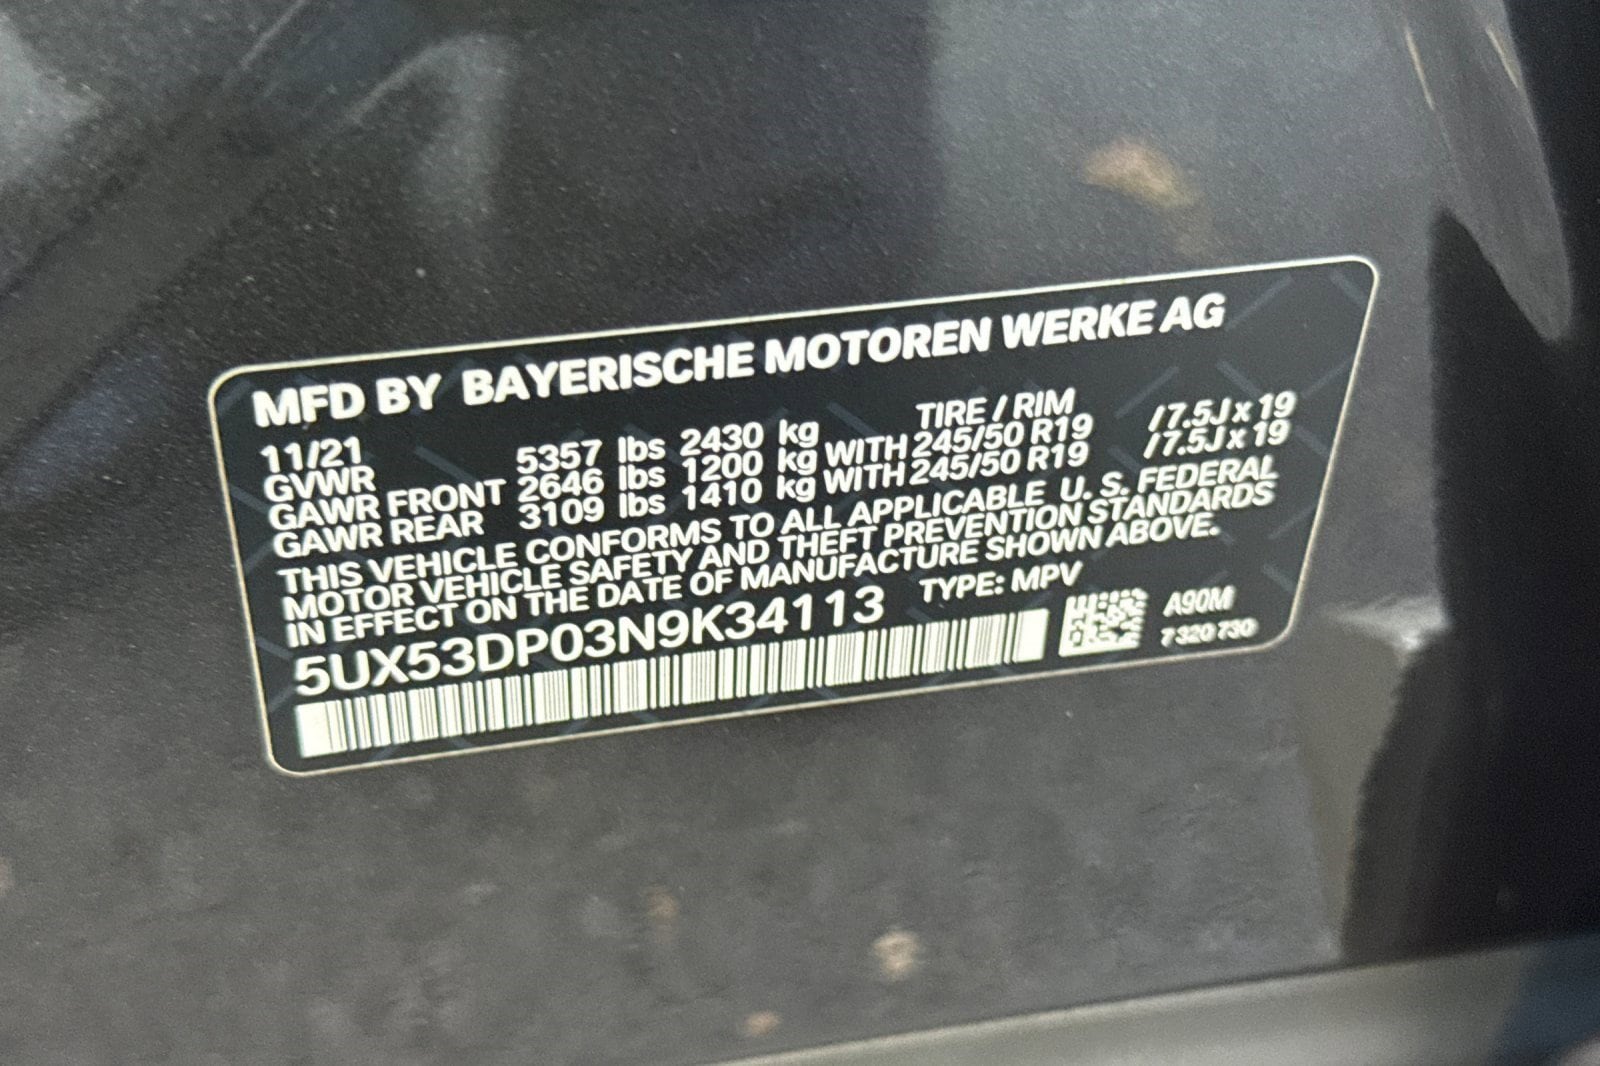 MFD BY BAYERISCHE MOTOREN WERKE AG
11/21 TIRE / RIM
GVWR 5357 lbs 2430 kg
GAWR FRONT 2646 lbs 1200 kg WITH 245/50 R19 / 7.5J x 19
GAWR REAR 3109 lbs 1410 kg WITH 245/50 R19 / 7.5J x 19
THIS VEHICLE CONFORMS TO ALL APPLICABLE U. S. FEDERAL
MOTOR VEHICLE SAFETY AND THEFT PREVENTION STANDARDS
IN EFFECT ON THE DATE OF MANUFACTURE SHOWN ABOVE.
5UX53DP03N9K34113 TYPE: MPV
A90M
7 320 730